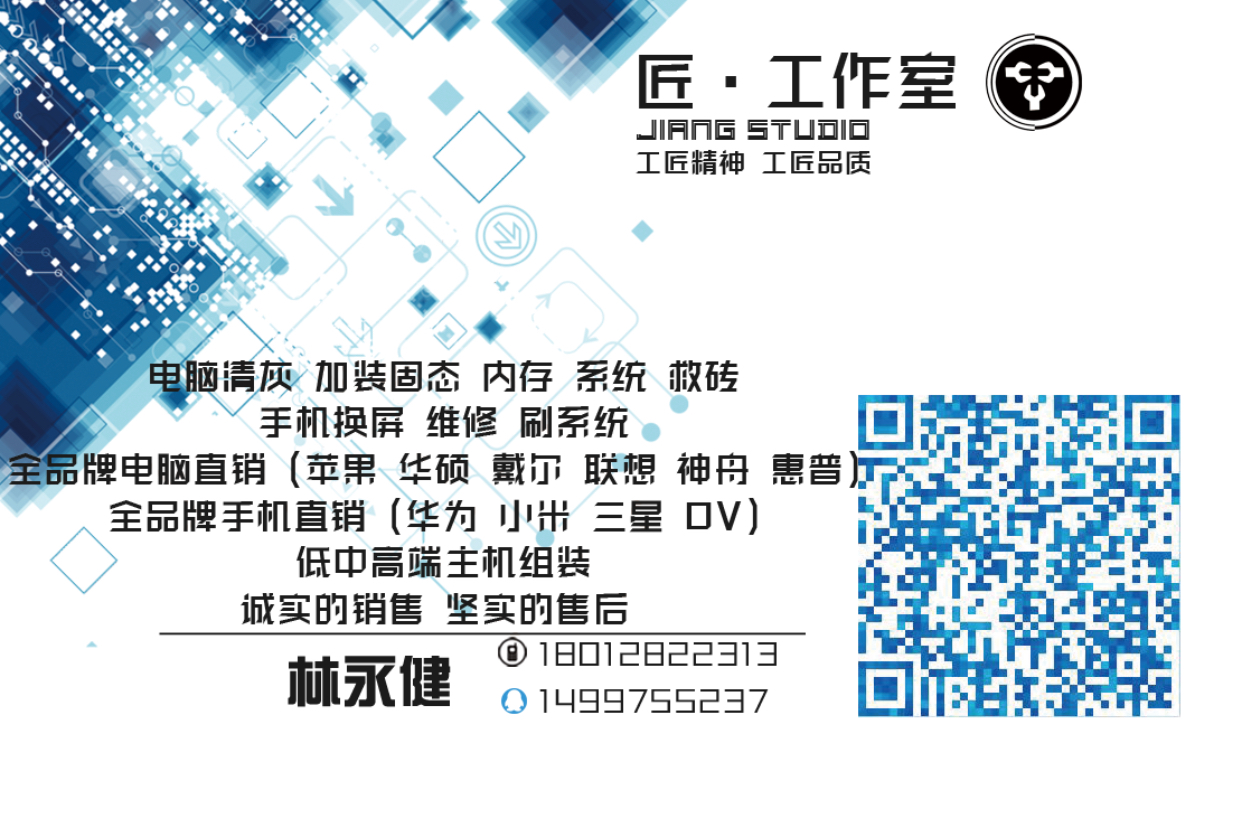 匠·工作室
JIANG STUDIO
工匠精神 工匠品质
电脑清灰 加装固态 内存 系统 救砖
手机换屏 维修 刷系统
全品牌电脑直销（苹果 华硕 戴尔 联想 神舟 惠普）
全品牌手机直销（华为 小米 三星 OV）
低中高端主机组装
诚实的销售 坚实的售后
林永健
18012822313
1499755237